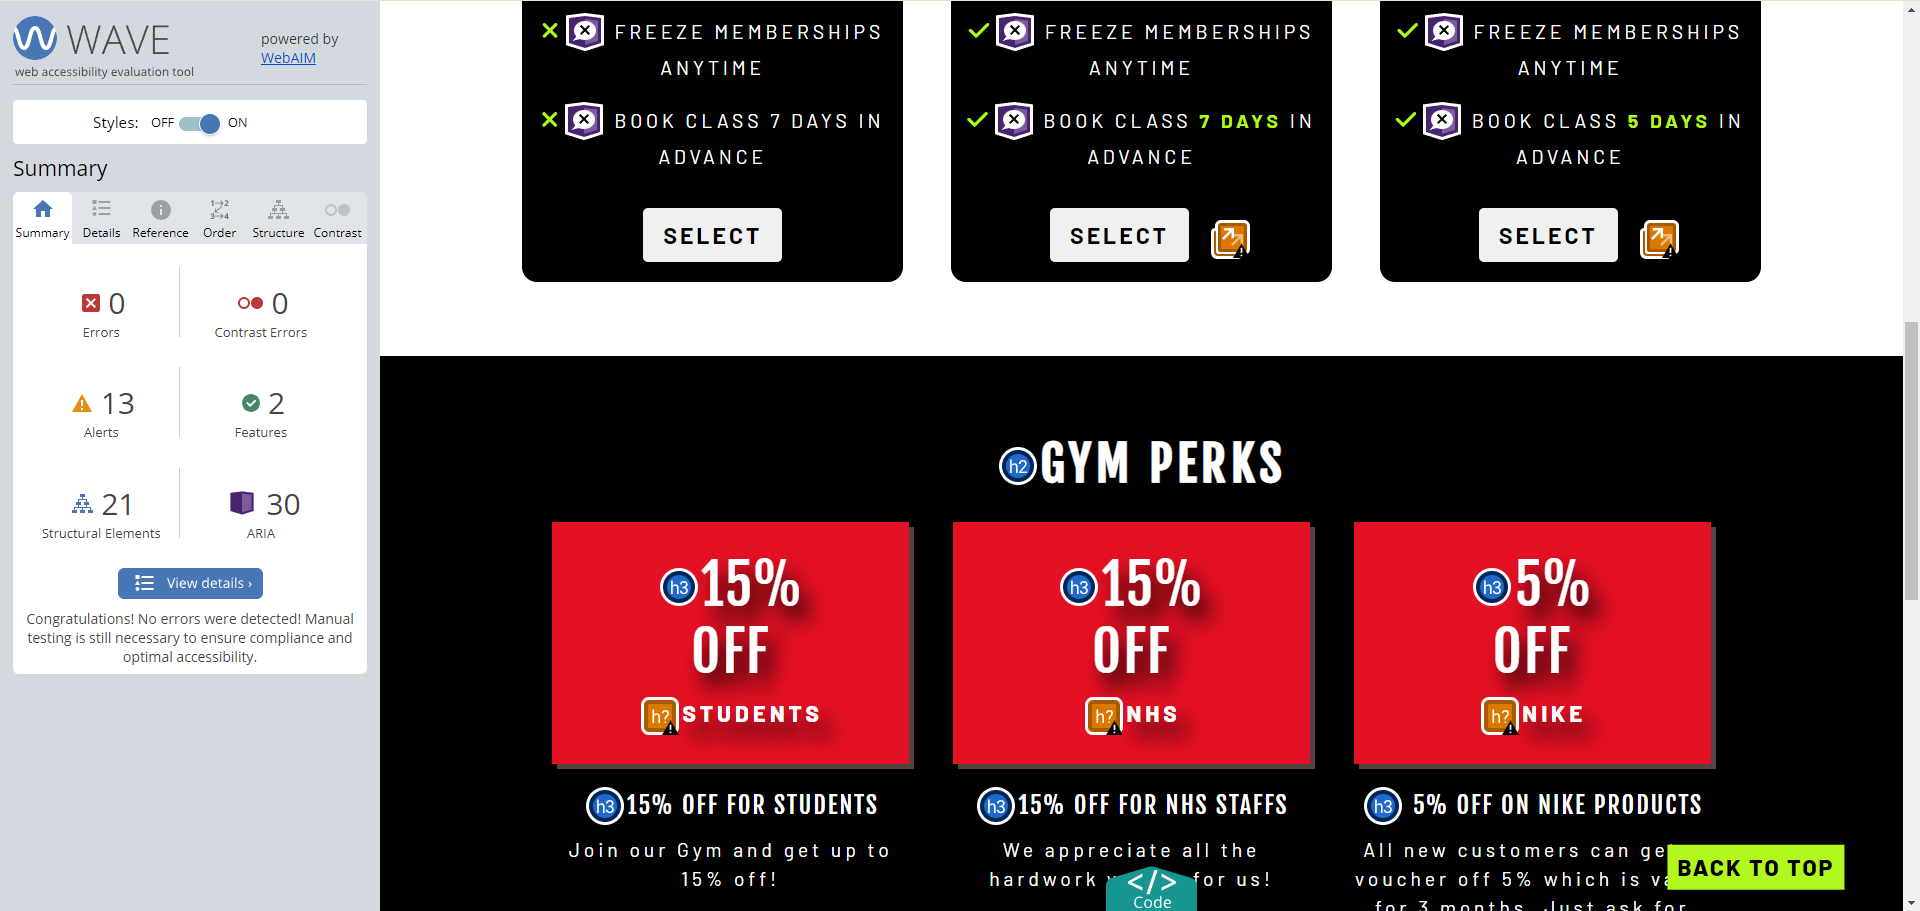 WAVE
powered by
WebAIM
web accessibility evaluation tool
Styles: OFF ON
Summary
Summary Details Reference Order Structure Contrast
0
Errors
0
Contrast Errors
13
Alerts
2
Features
21
Structural Elements
30
ARIA
View details ›
Congratulations! No errors were detected! Manual
testing is still necessary to ensure compliance and
optimal accessibility.
FREEZE MEMBERSHIPS
ANYTIME
BOOK CLASS 7 DAYS IN
ADVANCE
SELECT
FREEZE MEMBERSHIPS
ANYTIME
BOOK CLASS 7 DAYS IN
ADVANCE
SELECT
FREEZE MEMBERSHIPS
ANYTIME
BOOK CLASS 5 DAYS IN
ADVANCE
SELECT
h2 GYM PERKS
h3 15%
OFF
h? STUDENTS
h3 15% OFF FOR STUDENTS
Join our Gym and get up to
15% off!
h3 15%
OFF
h? NHS
h3 15% OFF FOR NHS STAFFS
We appreciate all the
hardwork for us!
h3 5%
OFF
h? NIKE
h3 5% OFF ON NIKE PRODUCTS
All new customers can
voucher off 5% which is
for 3 months. Just ask for
BACK TO TOP
</>
Code